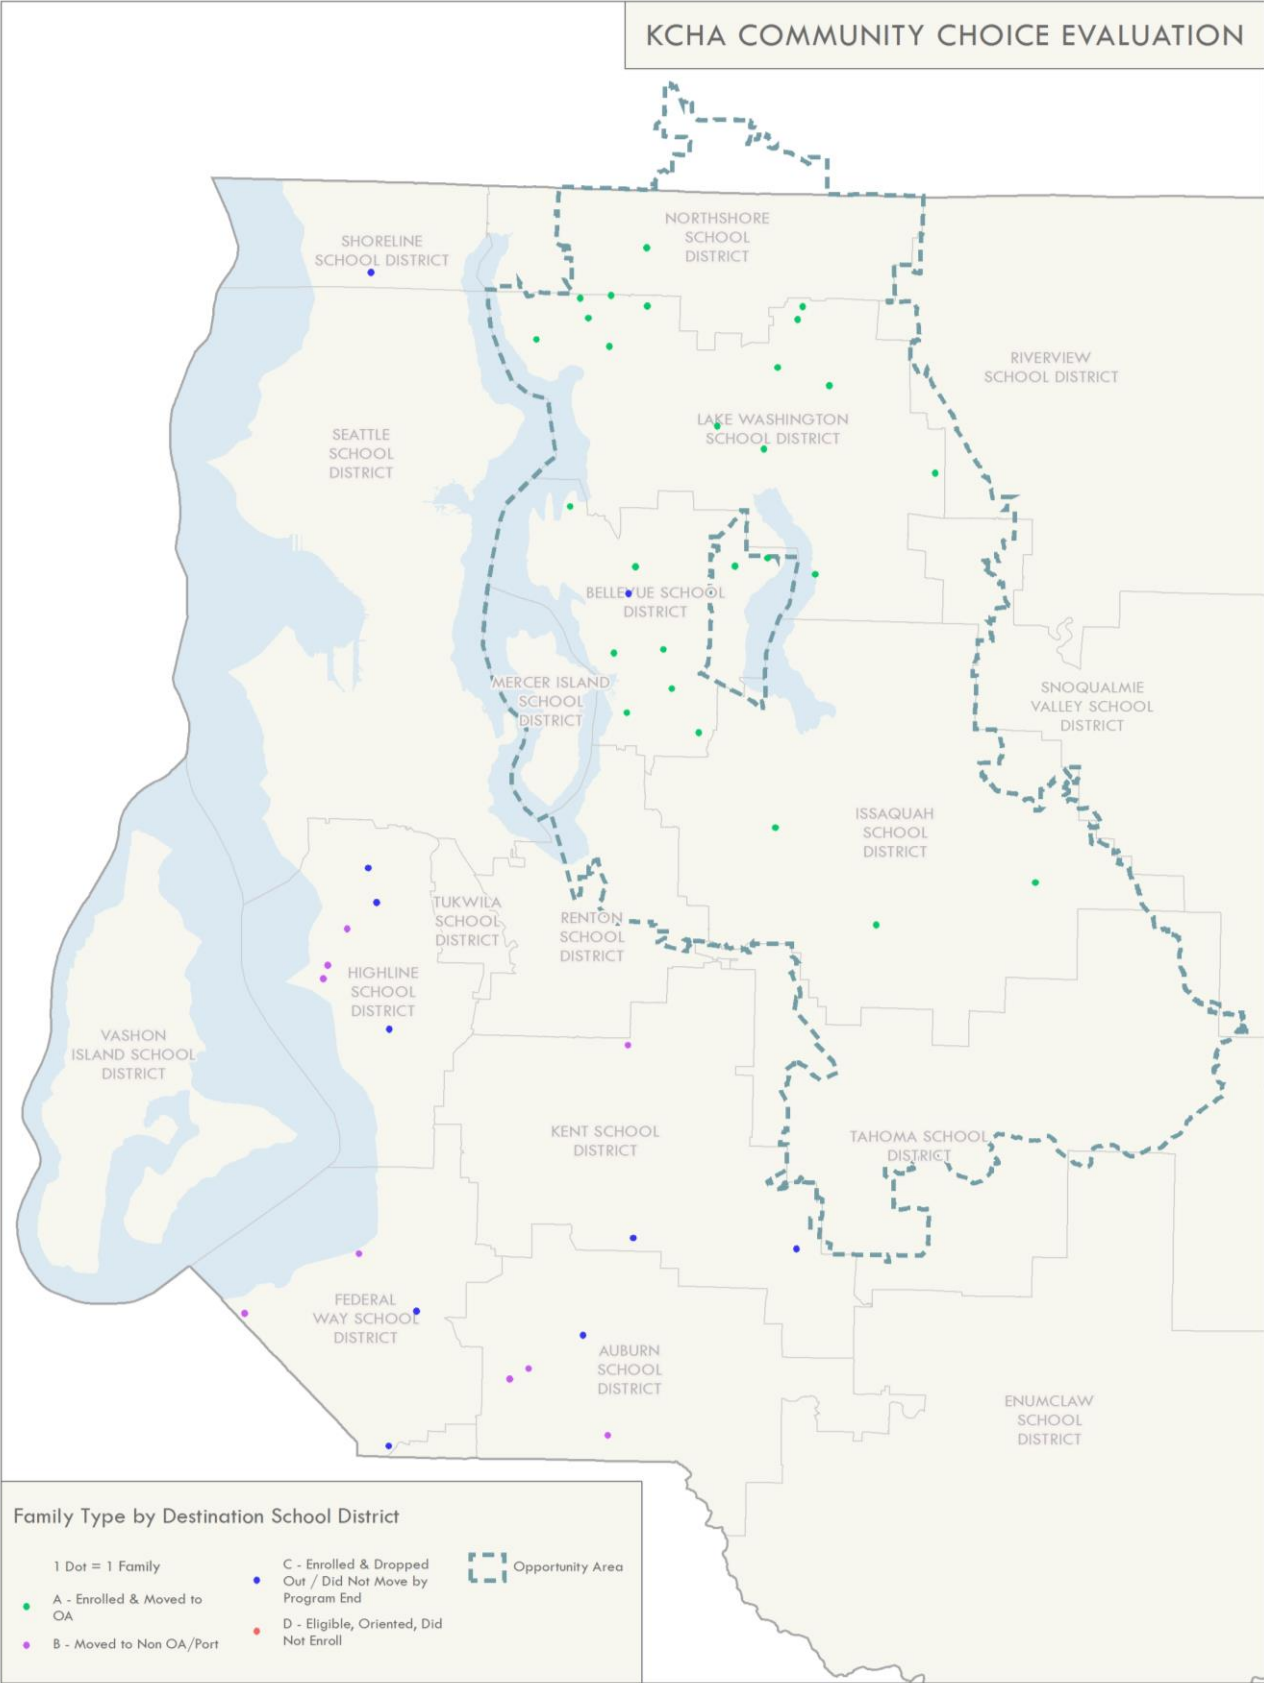 KCHA COMMUNITY CHOICE EVALUATION
NORTHSHORE
SCHOOL
DISTRICT
SHORELINE
SCHOOL DISTRICT
RIVERVIEW
SCHOOL DISTRICT
LAKE WASHINGTON
SCHOOL DISTRICT
SEATTLE
SCHOOL
DISTRICT
BELLEVUE SCHOOL
DISTRICT
MERCER ISLAND
SCHOOL
DISTRICT
SNOQUALMIE
VALLEY SCHOOL
DISTRICT
ISSAQUAH
SCHOOL
DISTRICT
TUKWILA
SCHOOL
DISTRICT
RENTON
SCHOOL
DISTRICT
HIGHLINE
SCHOOL
DISTRICT
VASHON
ISLAND SCHOOL
DISTRICT
KENT SCHOOL
DISTRICT
TAHOMA SCHOOL
DISTRICT
FEDERAL
WAY SCHOOL
DISTRICT
AUBURN
SCHOOL
DISTRICT
ENUMCLAW
SCHOOL
DISTRICT
Family Type by Destination School District
1 Dot = 1 Family
A - Enrolled & Moved to
OA
B - Moved to Non OA/Port
C - Enrolled & Dropped
Out / Did Not Move by
Program End
D - Eligible, Oriented, Did
Not Enroll
Opportunity Area